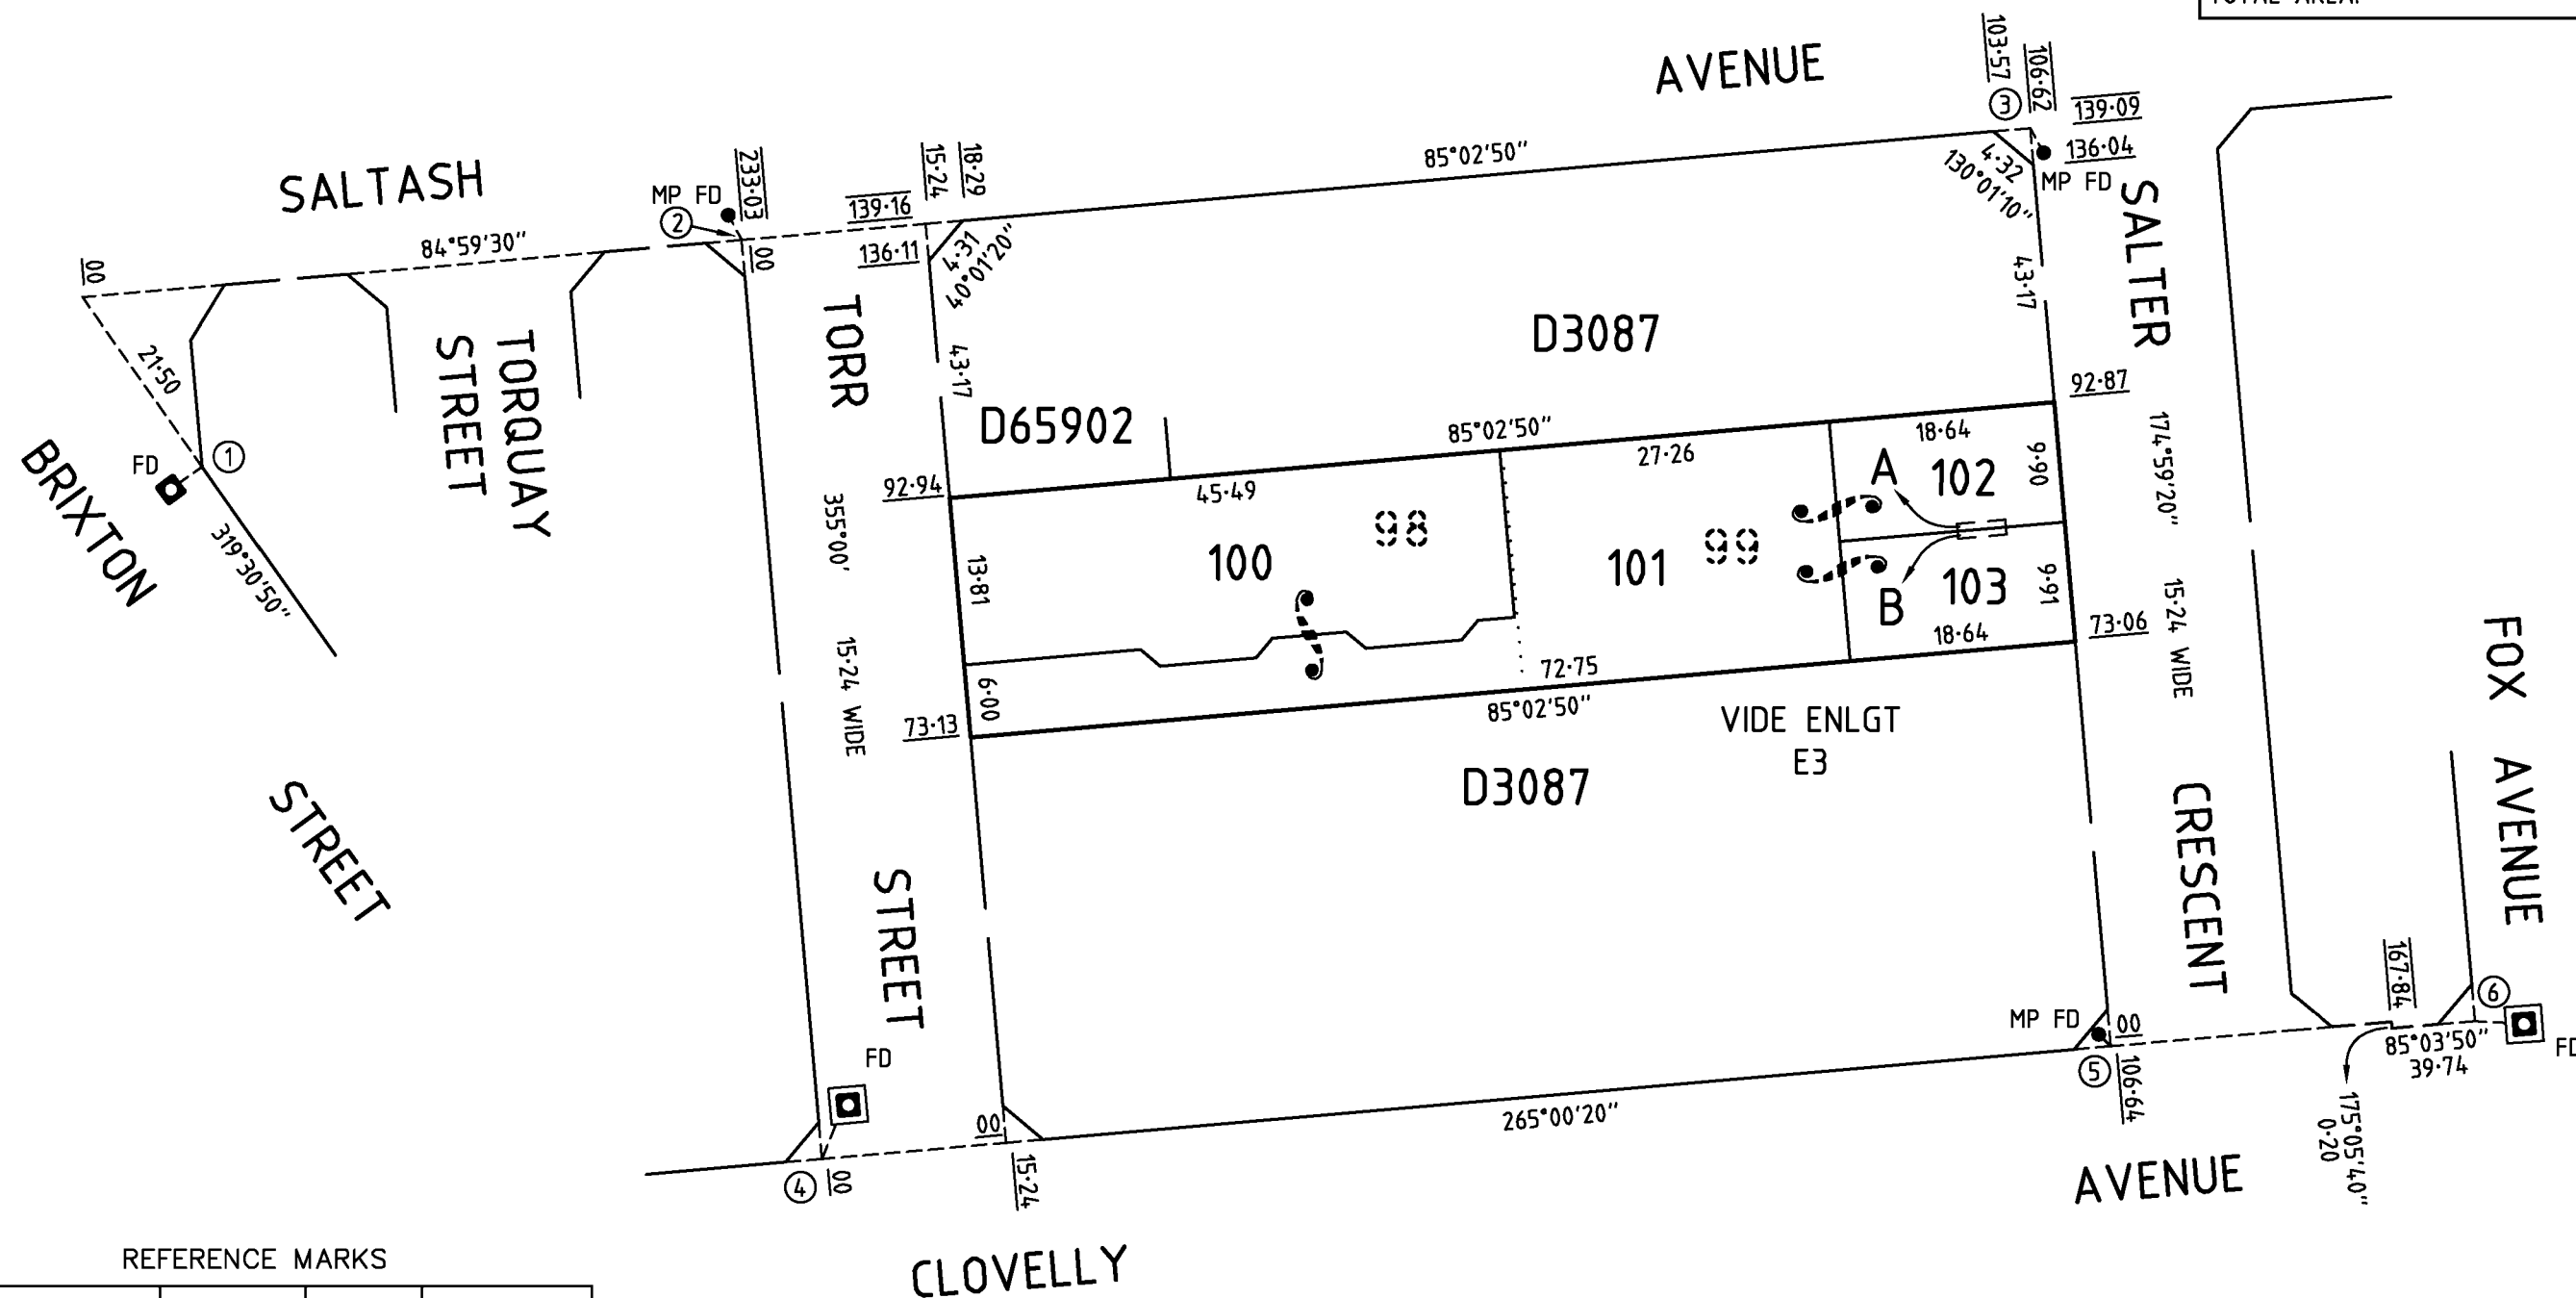 103·57
106·62
③
139·09
136·04
MP FD
4·32
130°01'10"
AVENUE
SALTASH
MP FD
②
233·03
00
139·16
136·11
15·24
18·29
4·31
40°01'20"
85°02'50"
84°59'30"
00
21·50
FD
①
319°30'50"
BRIXTON
STREET
TORQUAY
STREET
TORR
STREET
355°00'
15·24 WIDE
43·17
43·17
SALTER
CRESCENT
174°59'20"
15·24 WIDE
D3087
D65902
85°02'50"
92·94
92·87
45·49
27·26
18·64
9·90
A
102
98
100
101
99
B
103
9·91
18·64
73·06
13·81
6·00
73·13
72·75
85°02'50"
VIDE ENLGT
E3
D3087
FOX AVENUE
167·84
⑥
FD
85°03'50"
39·74
175°05'40"
0·20
MP FD
00
⑤
106·64
265°00'20"
FD
00
④
00
15·24
CLOVELLY
AVENUE
REFERENCE MARKS